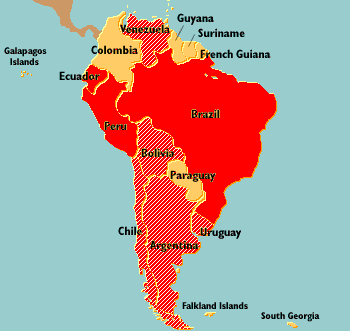 Guyana
Suriname
Venezuela
Galapagos
Islands
Colombia
French Guiana
Ecuador
Brazil
Peru
Bolivia
Paraguay
Chile
Uruguay
Argentina
Falkland Islands
South Georgia